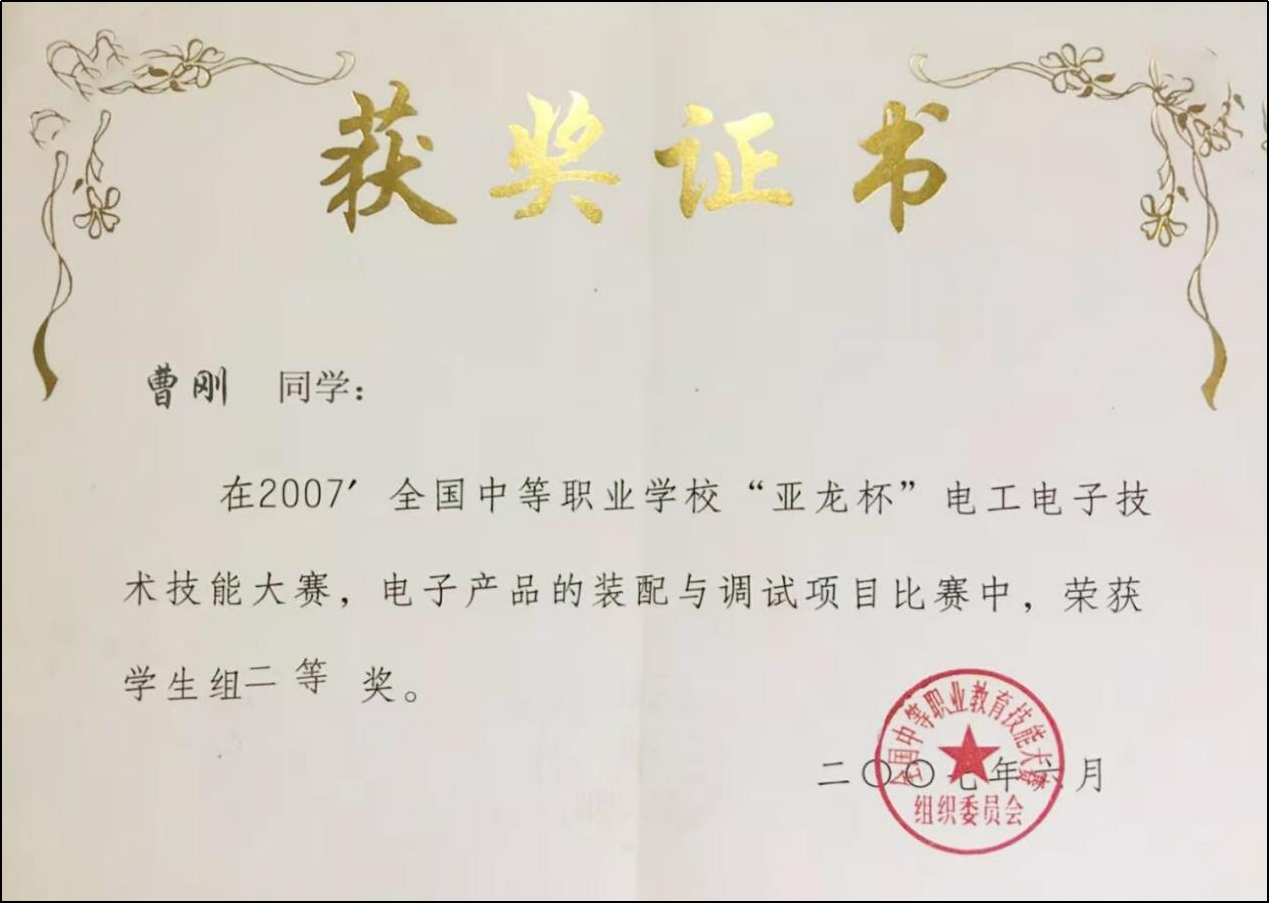 获奖证书
曹刚 同学:
在2007′ 全国中等职业学校“亚龙杯”电工电子技
术技能大赛，电子产品的装配与调试项目比赛中，荣获
学生组二等 奖。
二〇〇七年六月
全国中等职业教育技能大赛
组织委员会